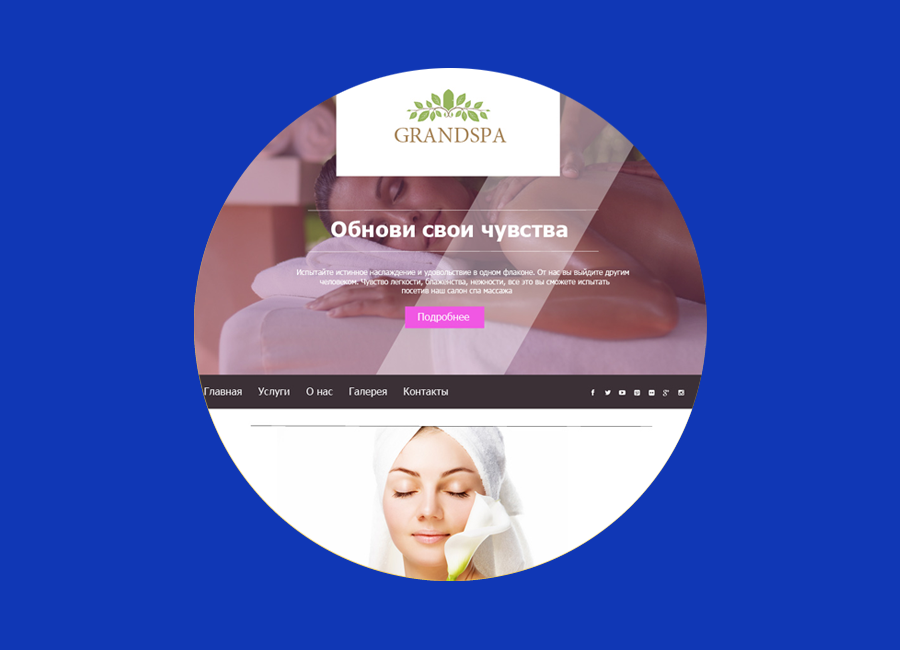 GRANDSPA
Обнови свои чувства
Испытайте истинное наслаждение и удовольствие в одном флаконе. От нас вы выйдите другим
человеком. Чувство легкости, блаженства, нежности, все это вы сможете испытать
посетив наш салон спа массажа
Подробнее
Главная Услуги О нас Галерея Контакты